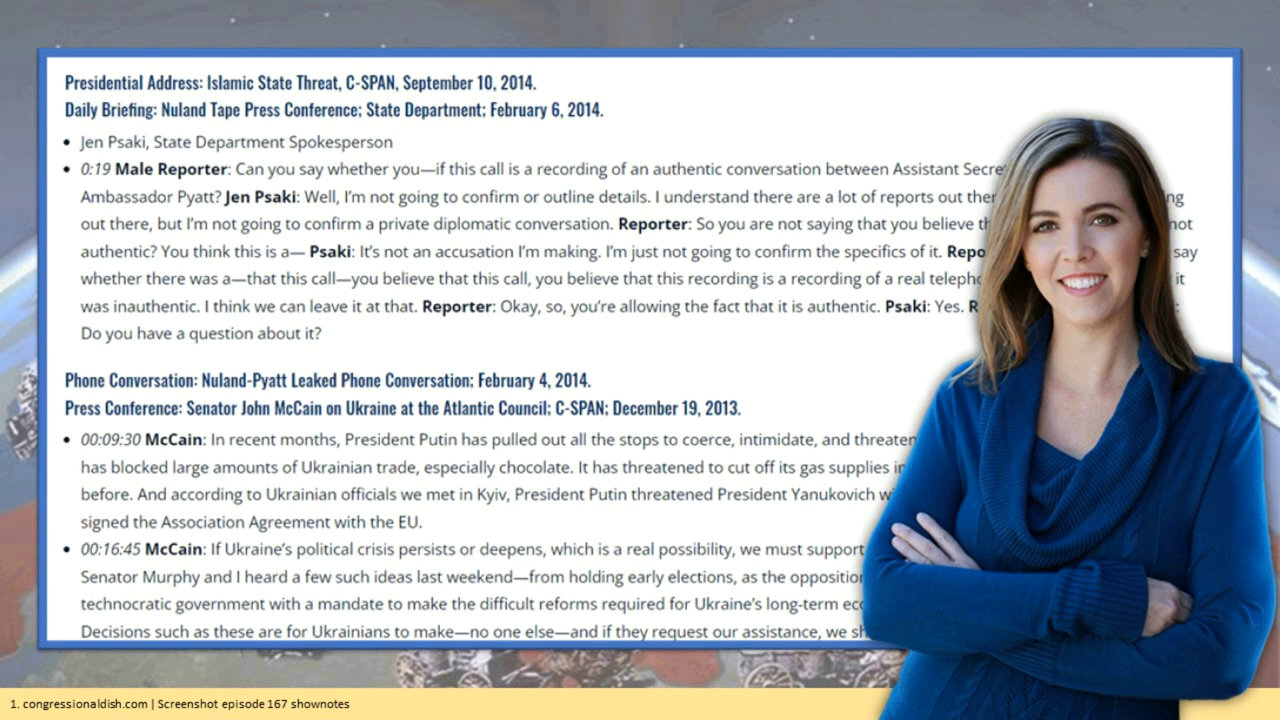 Presidential Address: Islamic State Threat, C-SPAN, September 10, 2014.
Daily Briefing: Nuland Tape Press Conference; State Department; February 6, 2014.
• Jen Psaki, State Department Spokesperson
• 0:19 Male Reporter: Can you say whether you—if this call is a recording of an authentic conversation between Assistant
Ambassador Pyatt? Jen Psaki: Well, I'm not going to confirm or outline details. I understand there are a lot of reports out
out there, but I'm not going to confirm a private diplomatic conversation. Reporter: So you are not saying that you believe not
authentic? You think this is a— Psaki: It's not an accusation I'm making. I'm just not going to confirm the specifics of it. say
whether there was a—that this call—you believe that this call, you believe that this recording is a recording of a real it
was inauthentic. I think we can leave it at that. Reporter: Okay, so, you're allowing the fact that it is authentic. Psaki: Yes.
Do you have a question about it?
Phone Conversation: Nuland-Pyatt Leaked Phone Conversation; February 4, 2014.
Press Conference: Senator John McCain on Ukraine at the Atlantic Council; C-SPAN; December 19, 2013.
• 00:09:30 McCain: In recent months, President Putin has pulled out all the stops to coerce, intimidate, and threaten
has blocked large amounts of Ukrainian trade, especially chocolate. It has threatened to cut off its gas supplies
before. And according to Ukrainian officials we met in Kyiv, President Putin threatened President Yanukovich
signed the Association Agreement with the EU.
• 00:16:45 McCain: If Ukraine's political crisis persists or deepens, which is a real possibility, we must support
Senator Murphy and I heard a few such ideas last weekend—from holding early elections, as the
technocratic government with a mandate to make the difficult reforms required for Ukraine's long-term
Decisions such as these are for Ukrainians to make—no one else—and if they request our assistance, we
1. congressionaldish.com | Screenshot episode 167 shownotes